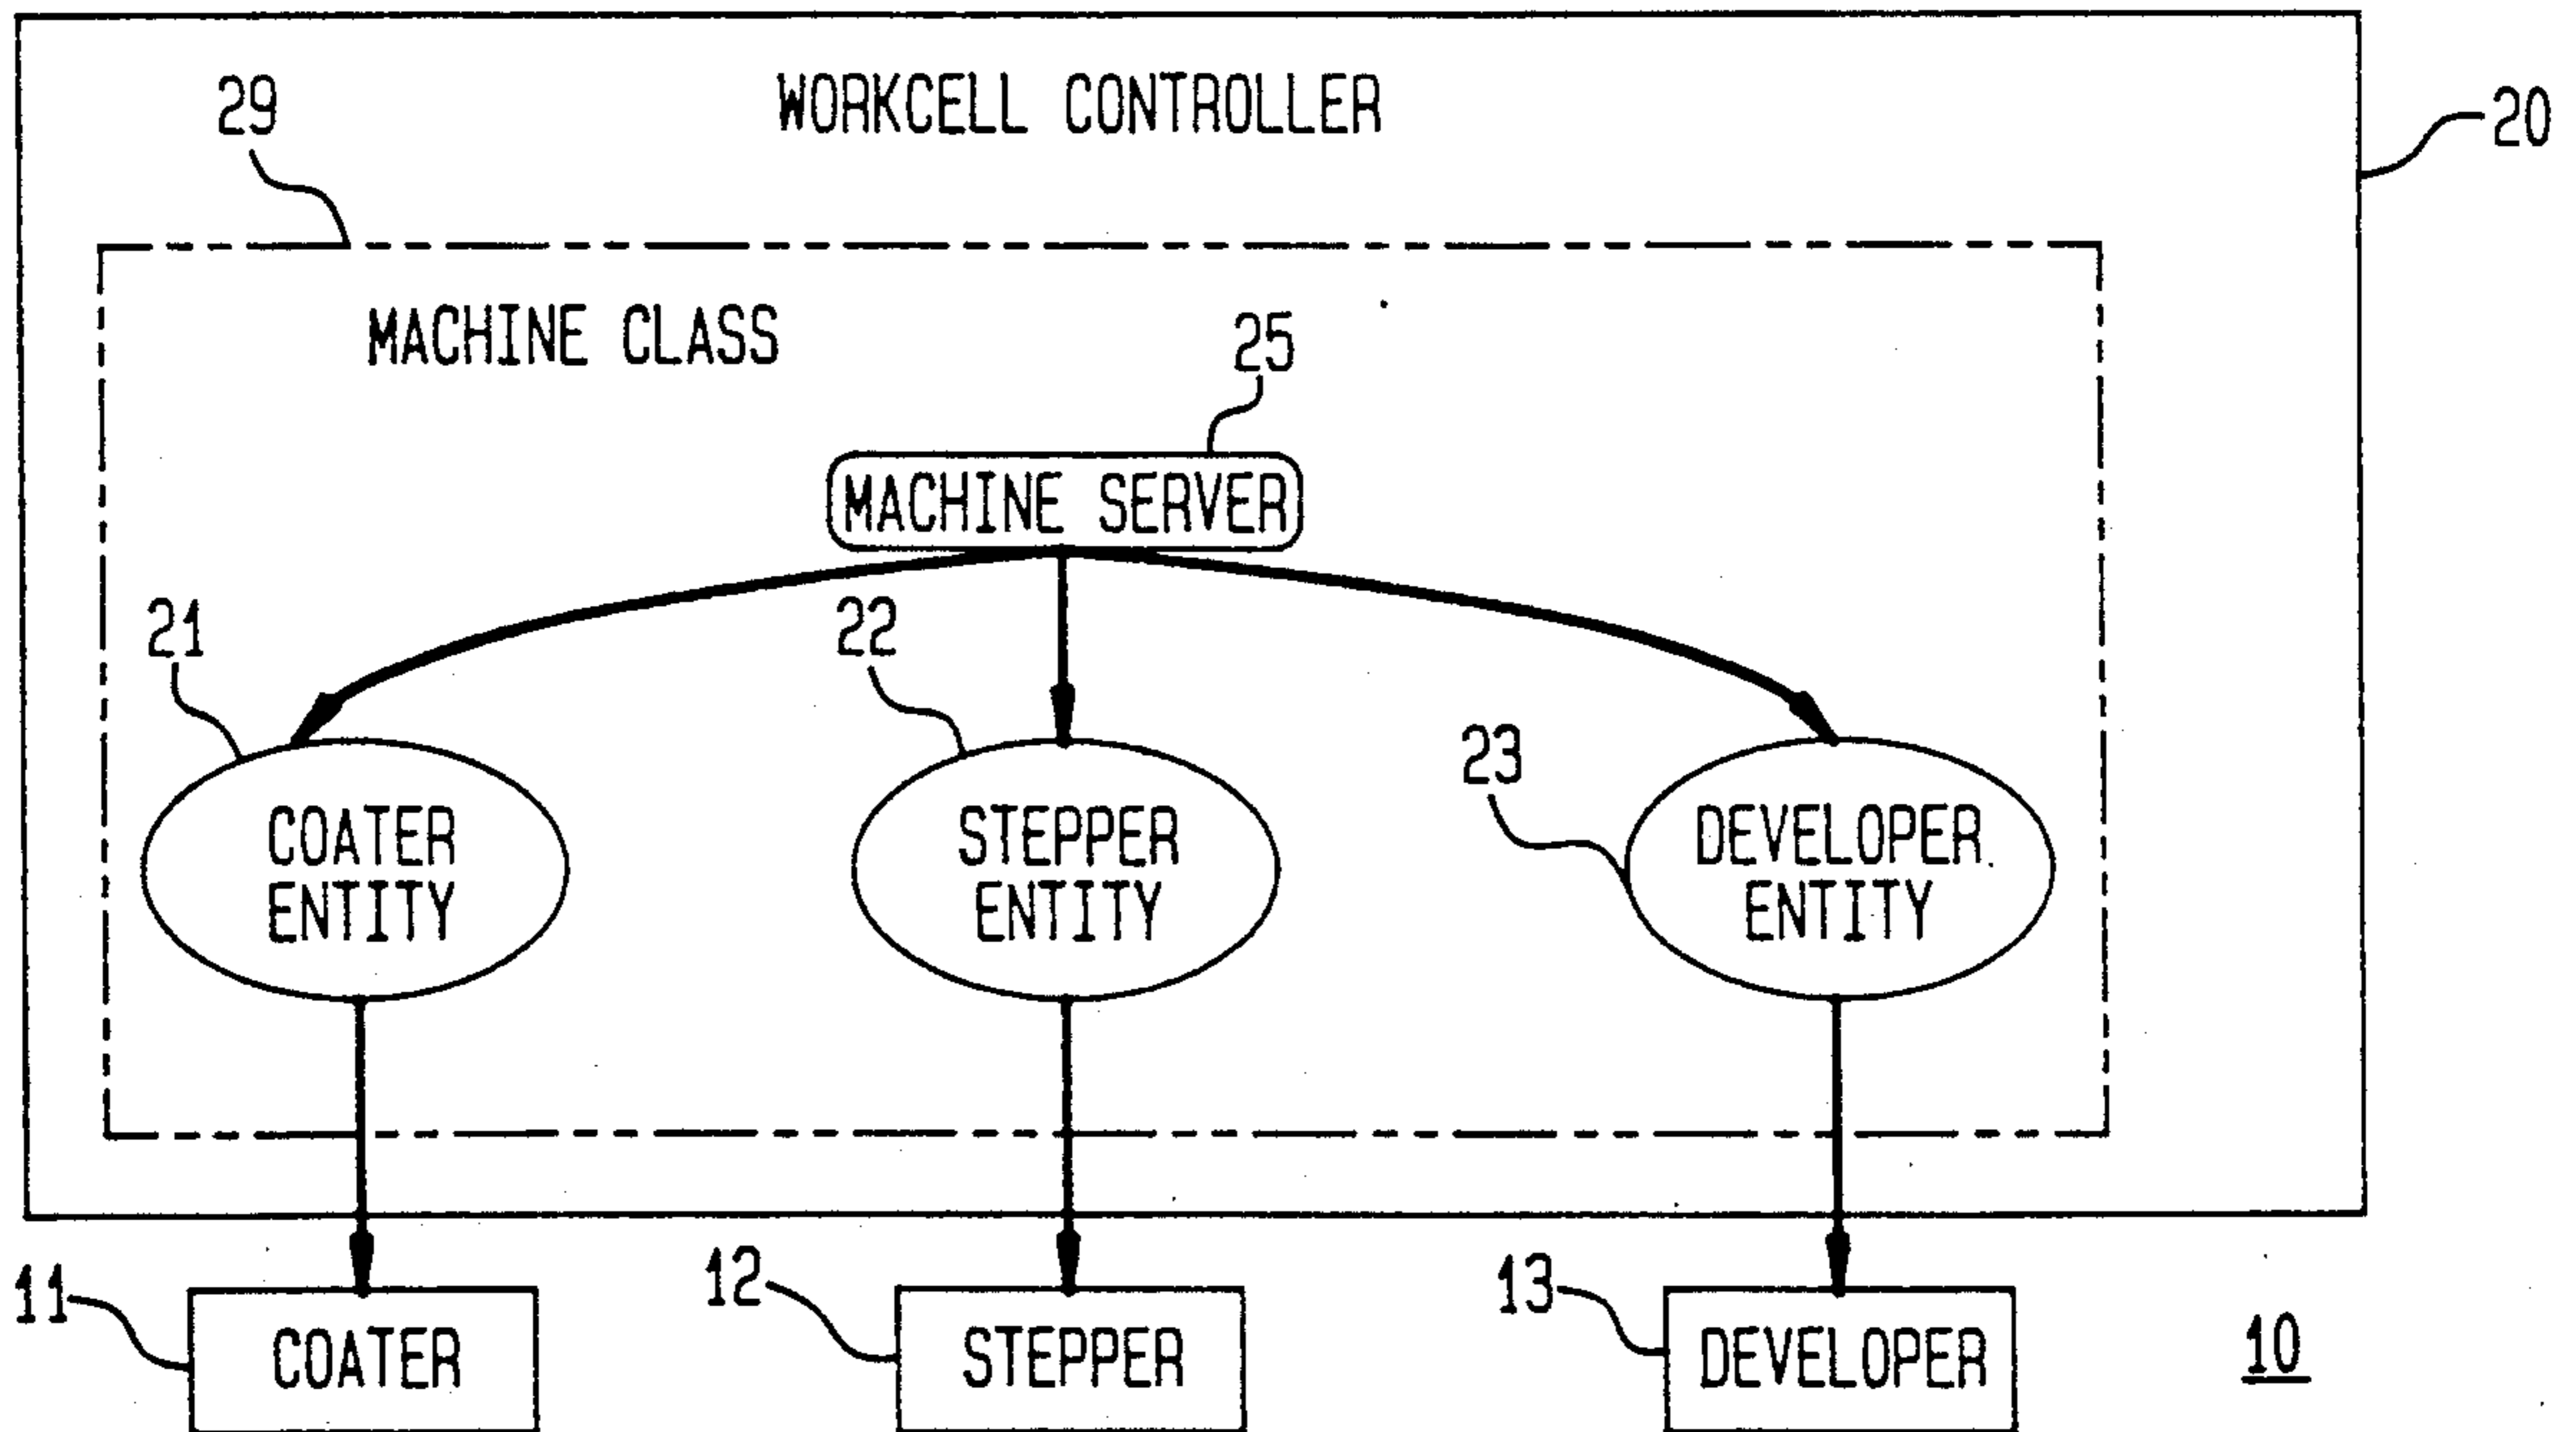 WORKCELL CONTROLLER
20
29
MACHINE CLASS
25
MACHINE SERVER
21
22
23
COATER
ENTITY
STEPPER
ENTITY
DEVELOPER
ENTITY
11
12
13
COATER
STEPPER
DEVELOPER
10